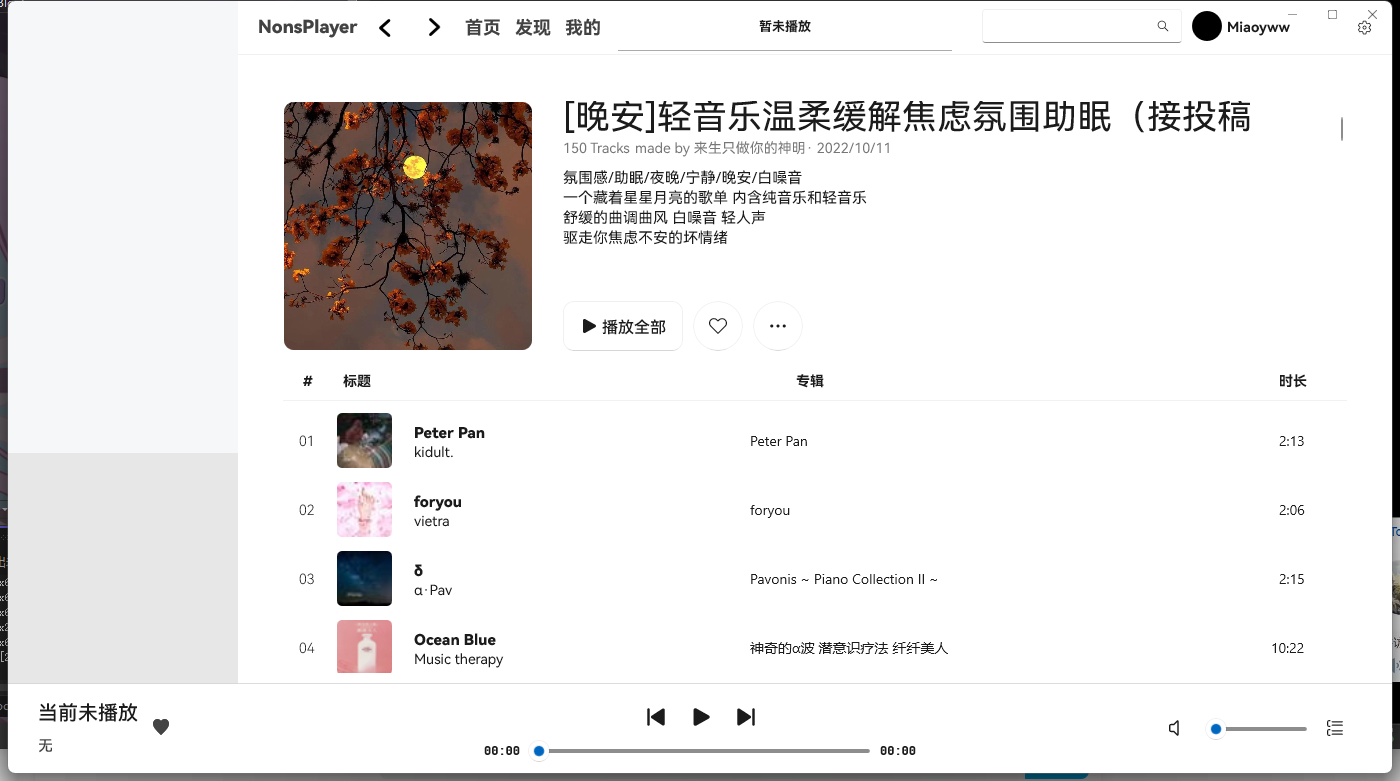 NonsPlayer 首页 发现 我的 暂未播放 Miaoyww
[晚安]轻音乐温柔缓解焦虑氛围助眠（接投稿
150 Tracks made by 来生只做你的神明· 2022/10/11
氛围感/助眠/夜晚/宁静/晚安/白噪音
一个藏着星星月亮的歌单 内含纯音乐和轻音乐
舒缓的曲调曲风 白噪音 轻人声
驱走你焦虑不安的坏情绪
播放全部
# 标题 专辑 时长
01 Peter Pan Peter Pan 2:13
kidult.
02 foryou foryou 2:06
vietra
03 δ Pavonis ~ Piano Collection II ~ 2:15
α·Pav
04 Ocean Blue 神奇的α波 潜意识疗法 纤纤美人 10:22
Music therapy
当前未播放
无
00:00 00:00